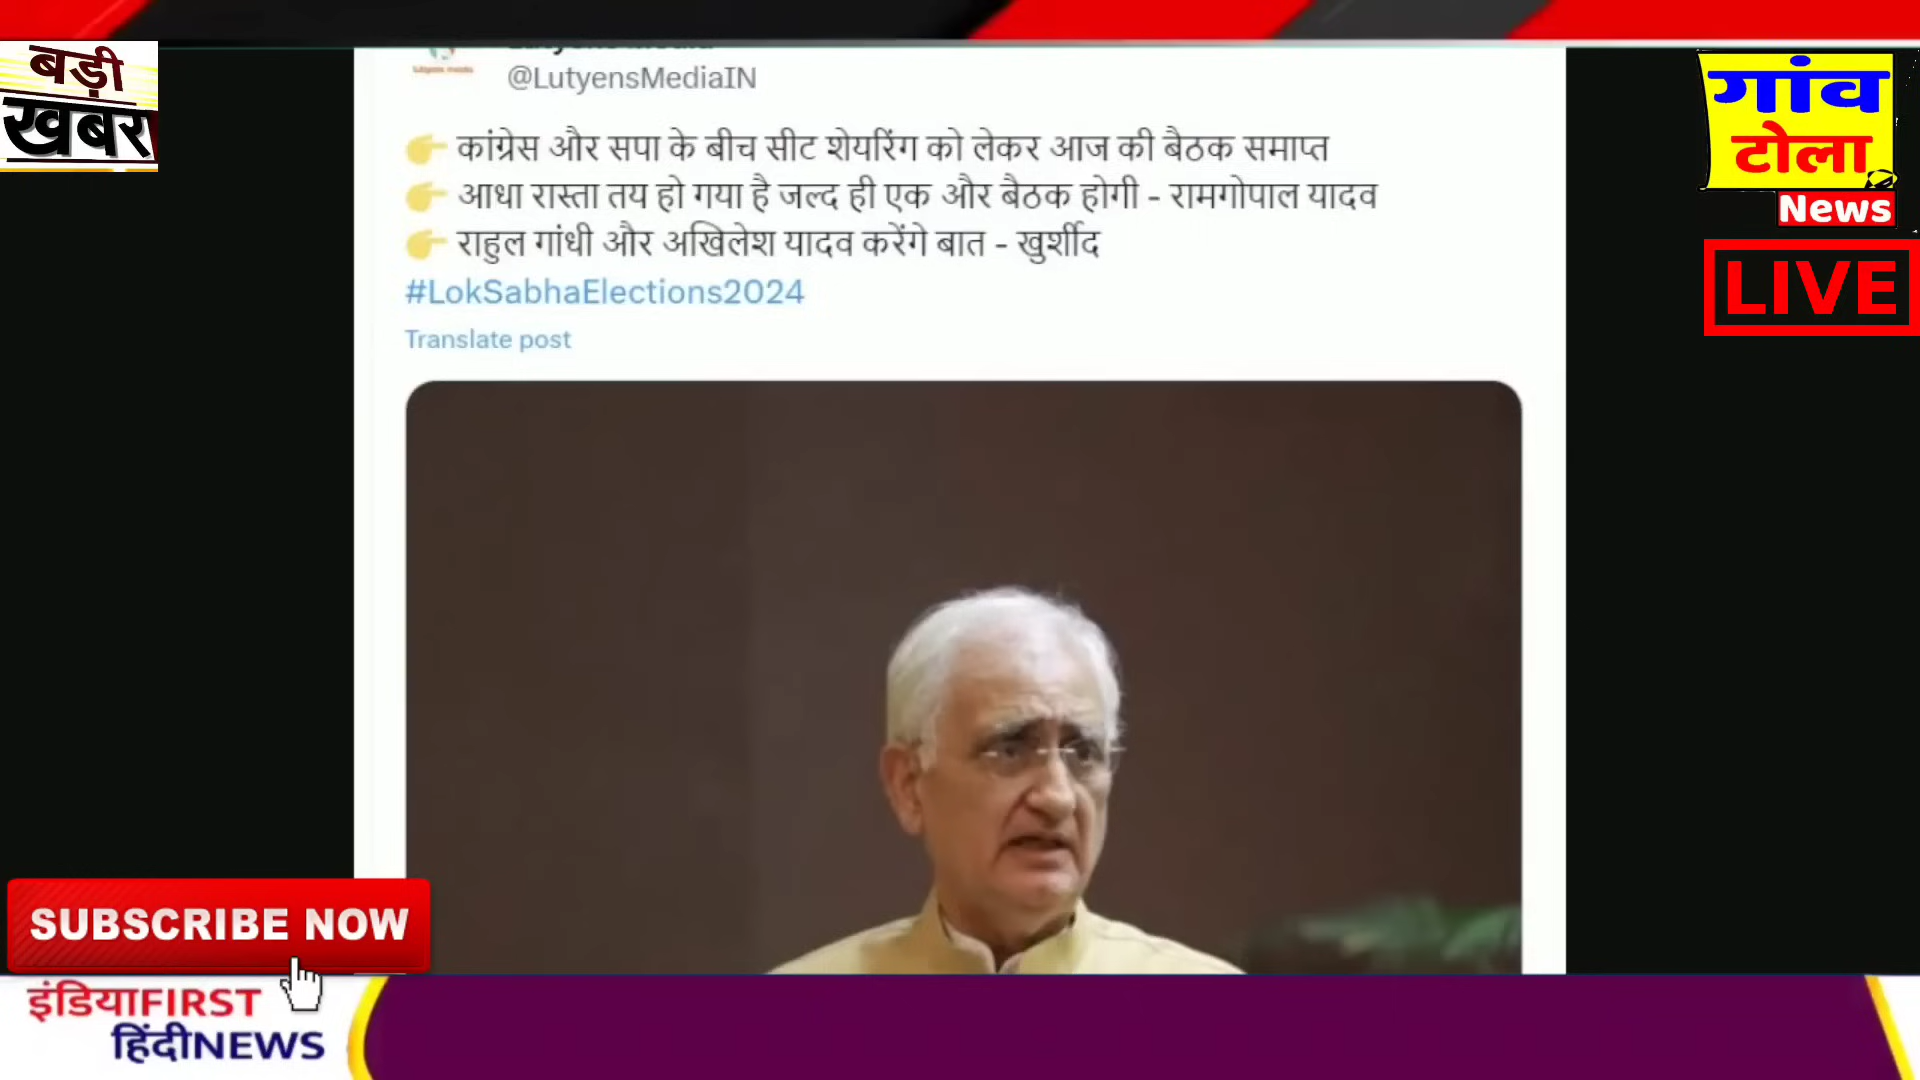 बड़ी
खबर
@LutyensMediaIN
👉 कांग्रेस और सपा के बीच सीट शेयरिंग को लेकर आज की बैठक समाप्त
👉 आधा रास्ता तय हो गया है जल्द ही एक और बैठक होगी - रामगोपाल यादव
👉 राहुल गांधी और अखिलेश यादव करेंगे बात - खुर्शीद
#LokSabhaElections2024
Translate post
गांव
टोला
News
LIVE
SUBSCRIBE NOW
इंडियाFIRST
हिंदीNEWS